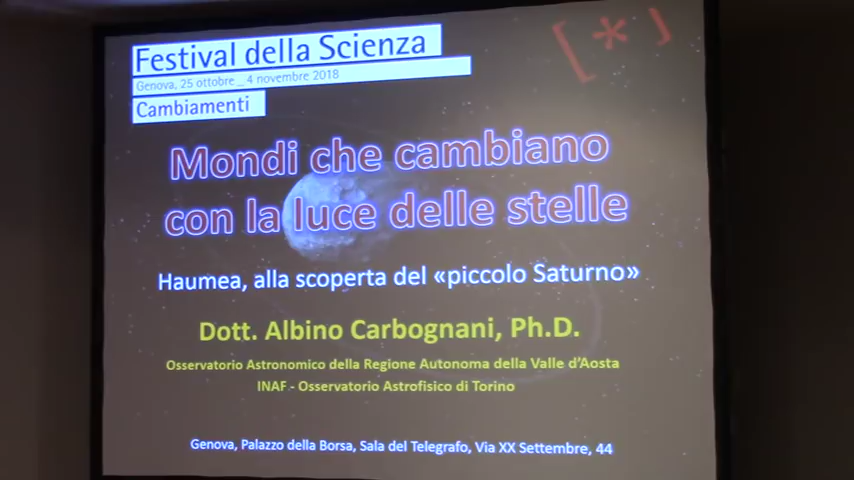 Festival della Scienza
Genova, 25 ottobre _ 4 novembre 2018
Cambiamenti
[*]
Mondi che cambiano
con la luce delle stelle
Haumea, alla scoperta del «piccolo Saturno»
Dott. Albino Carbognani, Ph.D.
Osservatorio Astronomico della Regione Autonoma della Valle d'Aosta
INAF - Osservatorio Astrofisico di Torino
Genova, Palazzo della Borsa, Sala del Telegrafo, Via XX Settembre, 44